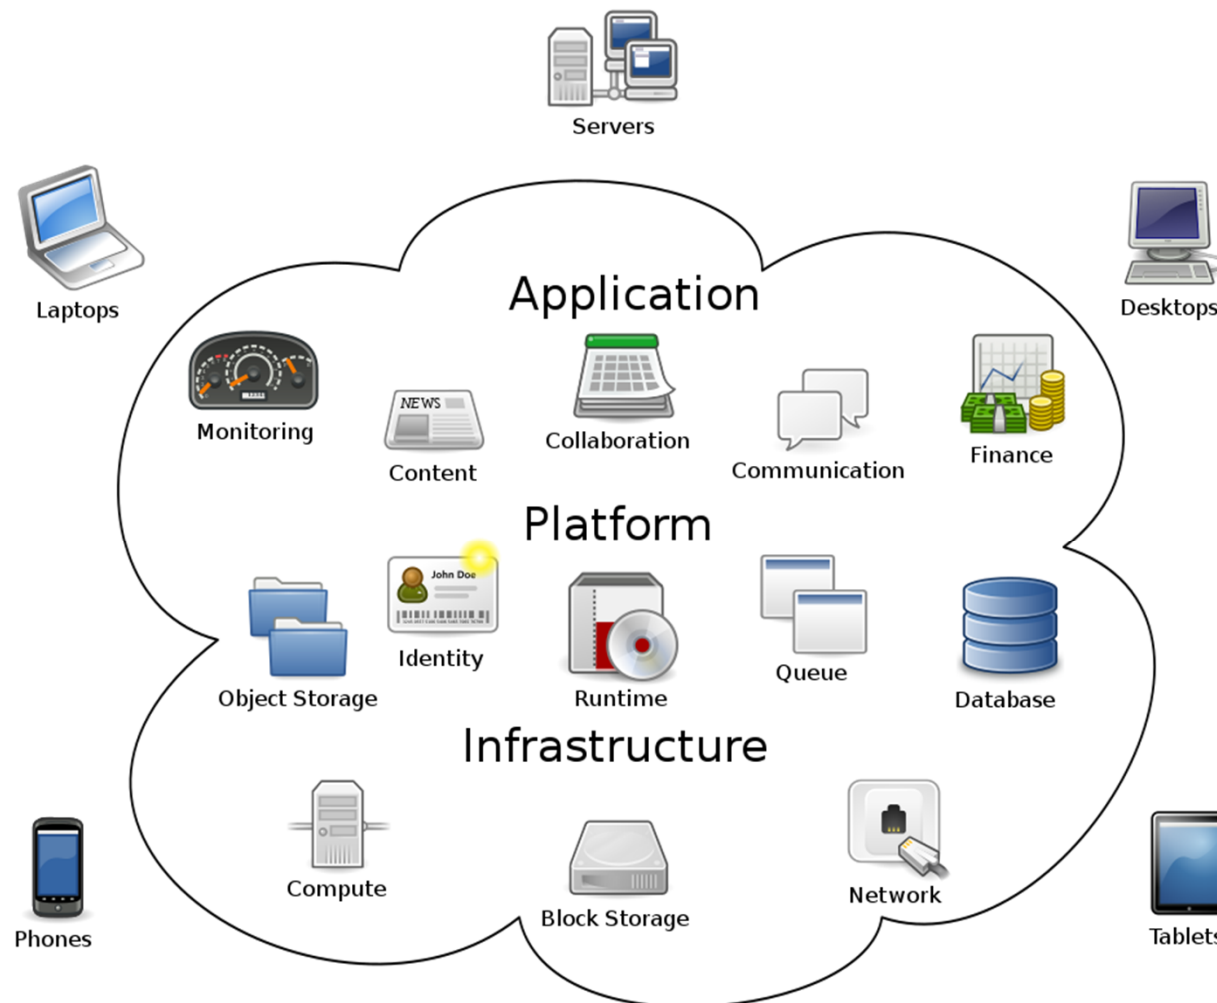 Servers
Laptops
Desktops
Application
Monitoring
NEWS
Content
Collaboration
Communication
Finance
Platform
John Doe
Object Storage
Identity
Runtime
Queue
Database
Infrastructure
Compute
Block Storage
Network
Phones
Tablets